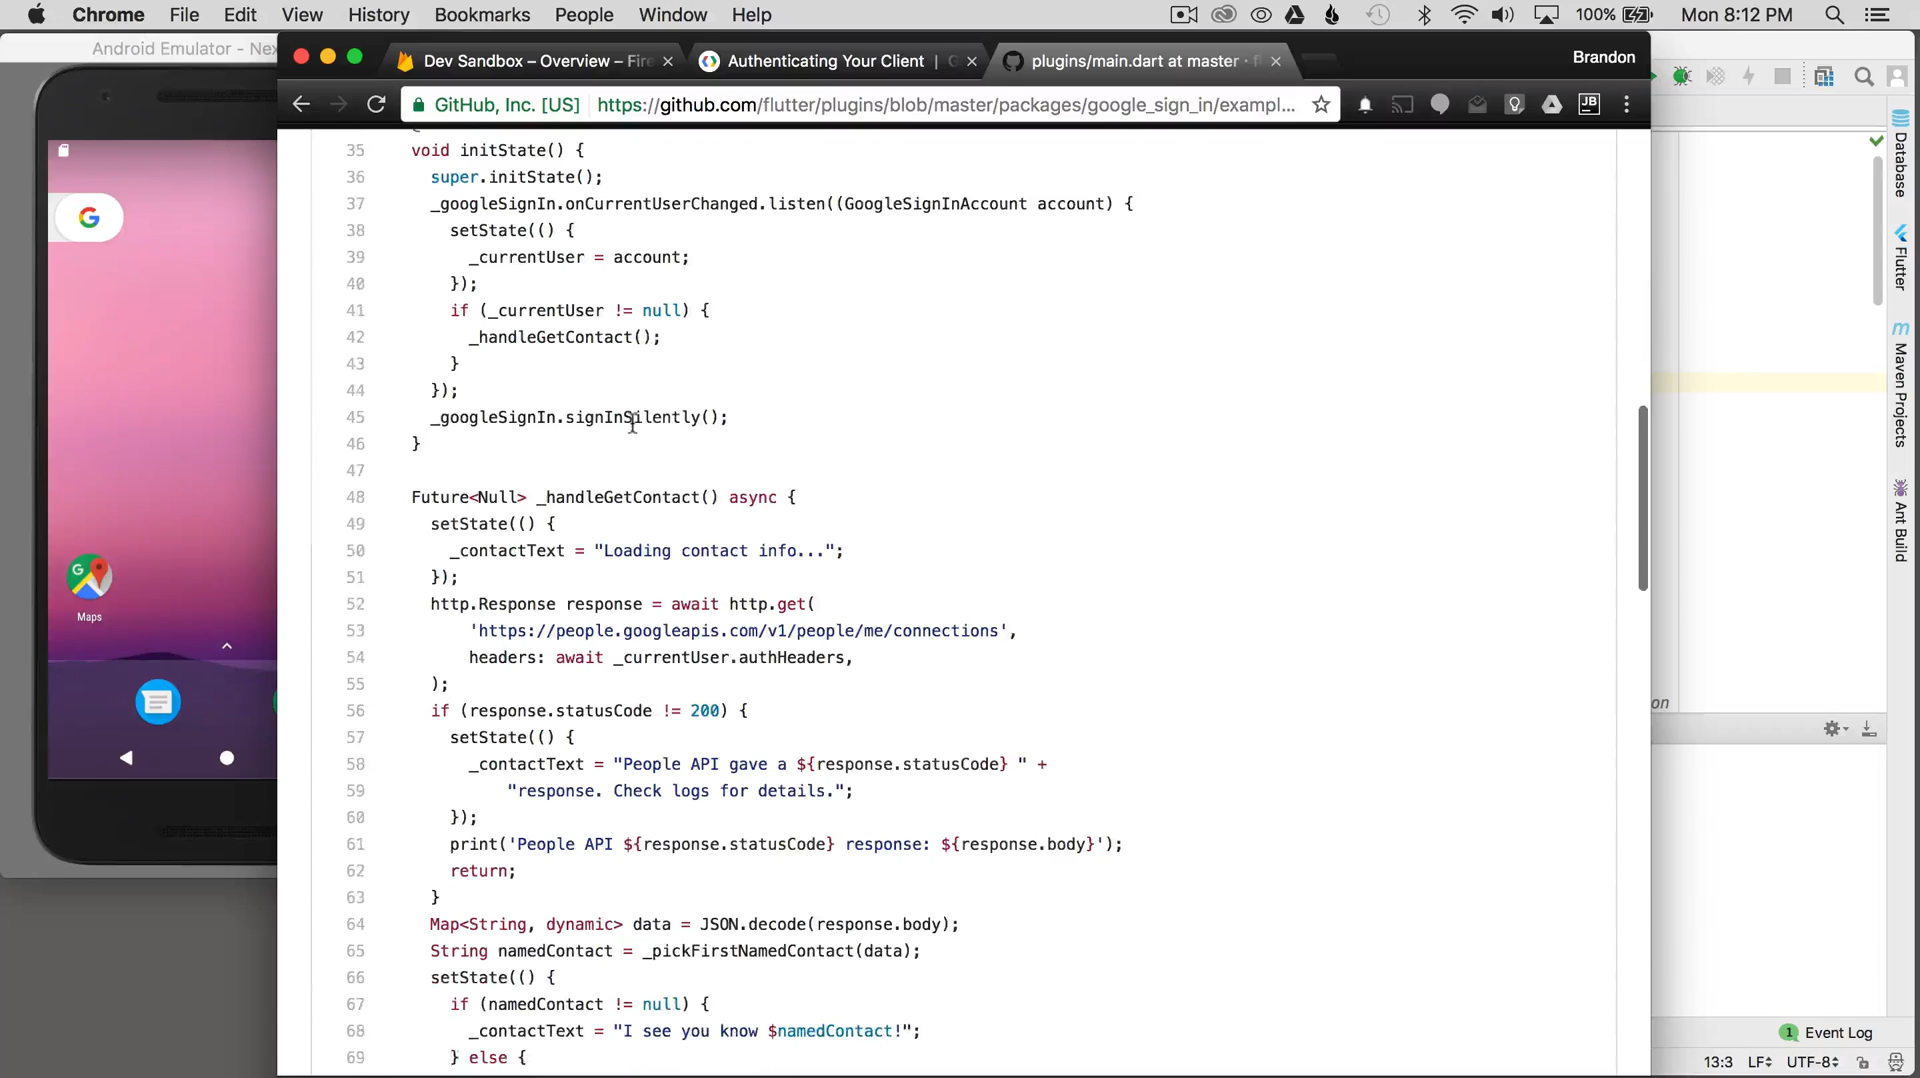 Chrome File Edit View History Bookmarks People Window Help 100% Mon 8:12 PM
Android Emulator - Nex
Dev Sandbox – Overview – Fire
Authenticating Your Client | G
plugins/main.dart at master · f
Brandon
GitHub, Inc. [US] https://github.com/flutter/plugins/blob/master/packages/google_sign_in/exampl...
JB
35 void initState() {
36 super.initState();
37 _googleSignIn.onCurrentUserChanged.listen((GoogleSignInAccount account) {
38 setState(() {
39 _currentUser = account;
40 });
41 if (_currentUser != null) {
42 _handleGetContact();
43 }
44 });
45 _googleSignIn.signInSilently();
46 }
47
48 Future<Null> _handleGetContact() async {
49 setState(() {
50 _contactText = "Loading contact info...";
51 });
52 http.Response response = await http.get(
53 'https://people.googleapis.com/v1/people/me/connections',
54 headers: await _currentUser.authHeaders,
55 );
56 if (response.statusCode != 200) {
57 setState(() {
58 _contactText = "People API gave a ${response.statusCode} " +
59 "response. Check logs for details.";
60 });
61 print('People API ${response.statusCode} response: ${response.body}');
62 return;
63 }
64 Map<String, dynamic> data = JSON.decode(response.body);
65 String namedContact = _pickFirstNamedContact(data);
66 setState(() {
67 if (namedContact != null) {
68 _contactText = "I see you know $namedContact!";
69 } else {
G
Maps
Database
Flutter
Maven Projects
Ant Build
on
1 Event Log
13:3 LF UTF-8